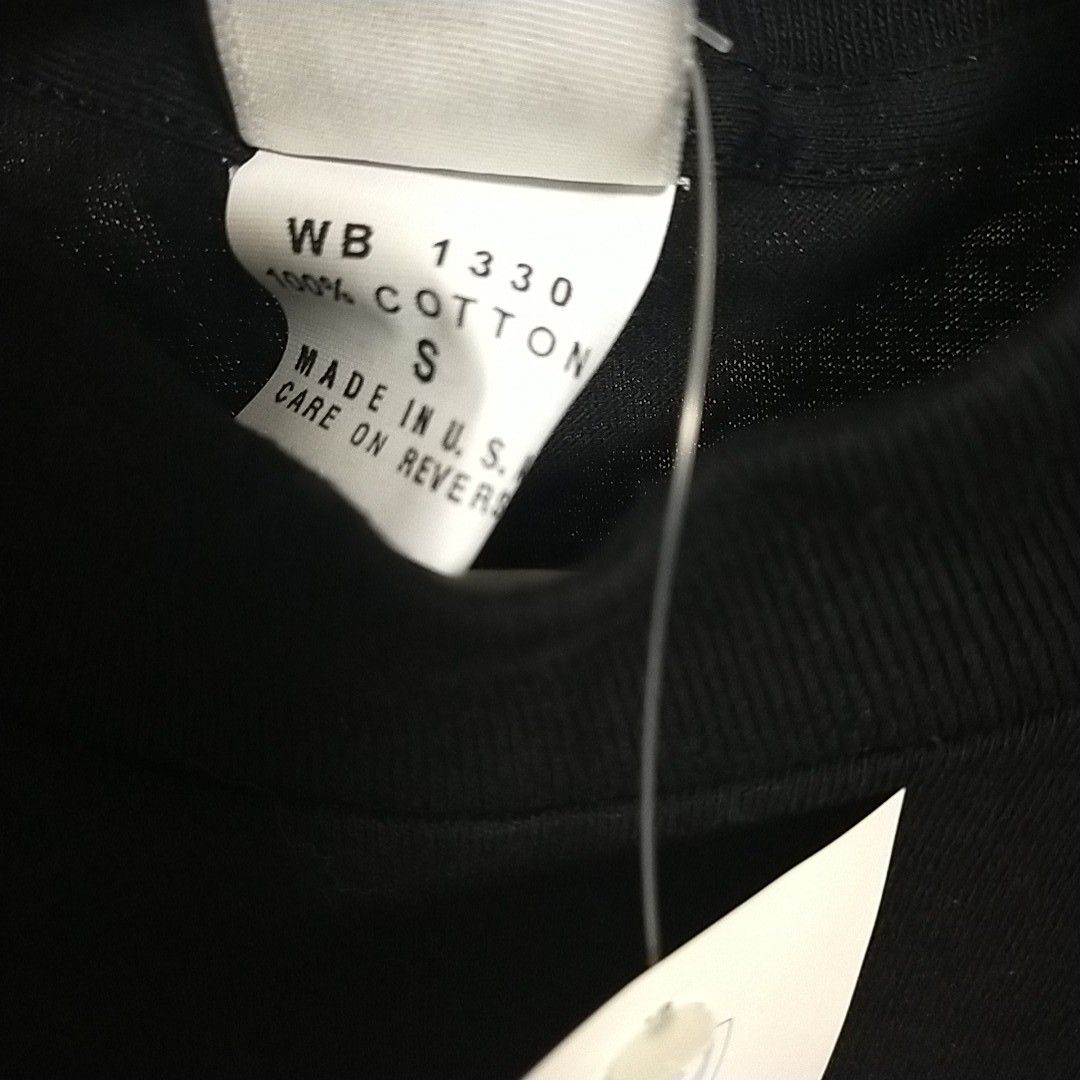 WB 1330
100% COTTON
S
MADE IN U.S.
CARE ON REVERS